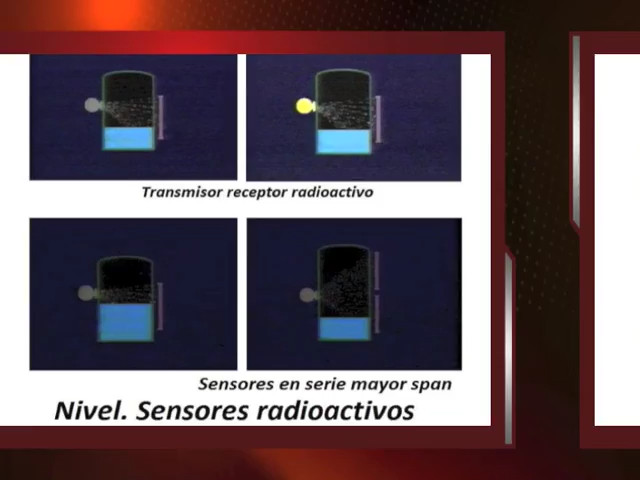 Transmisor receptor radioactivo
Sensores en serie mayor span
Nivel. Sensores radioactivos